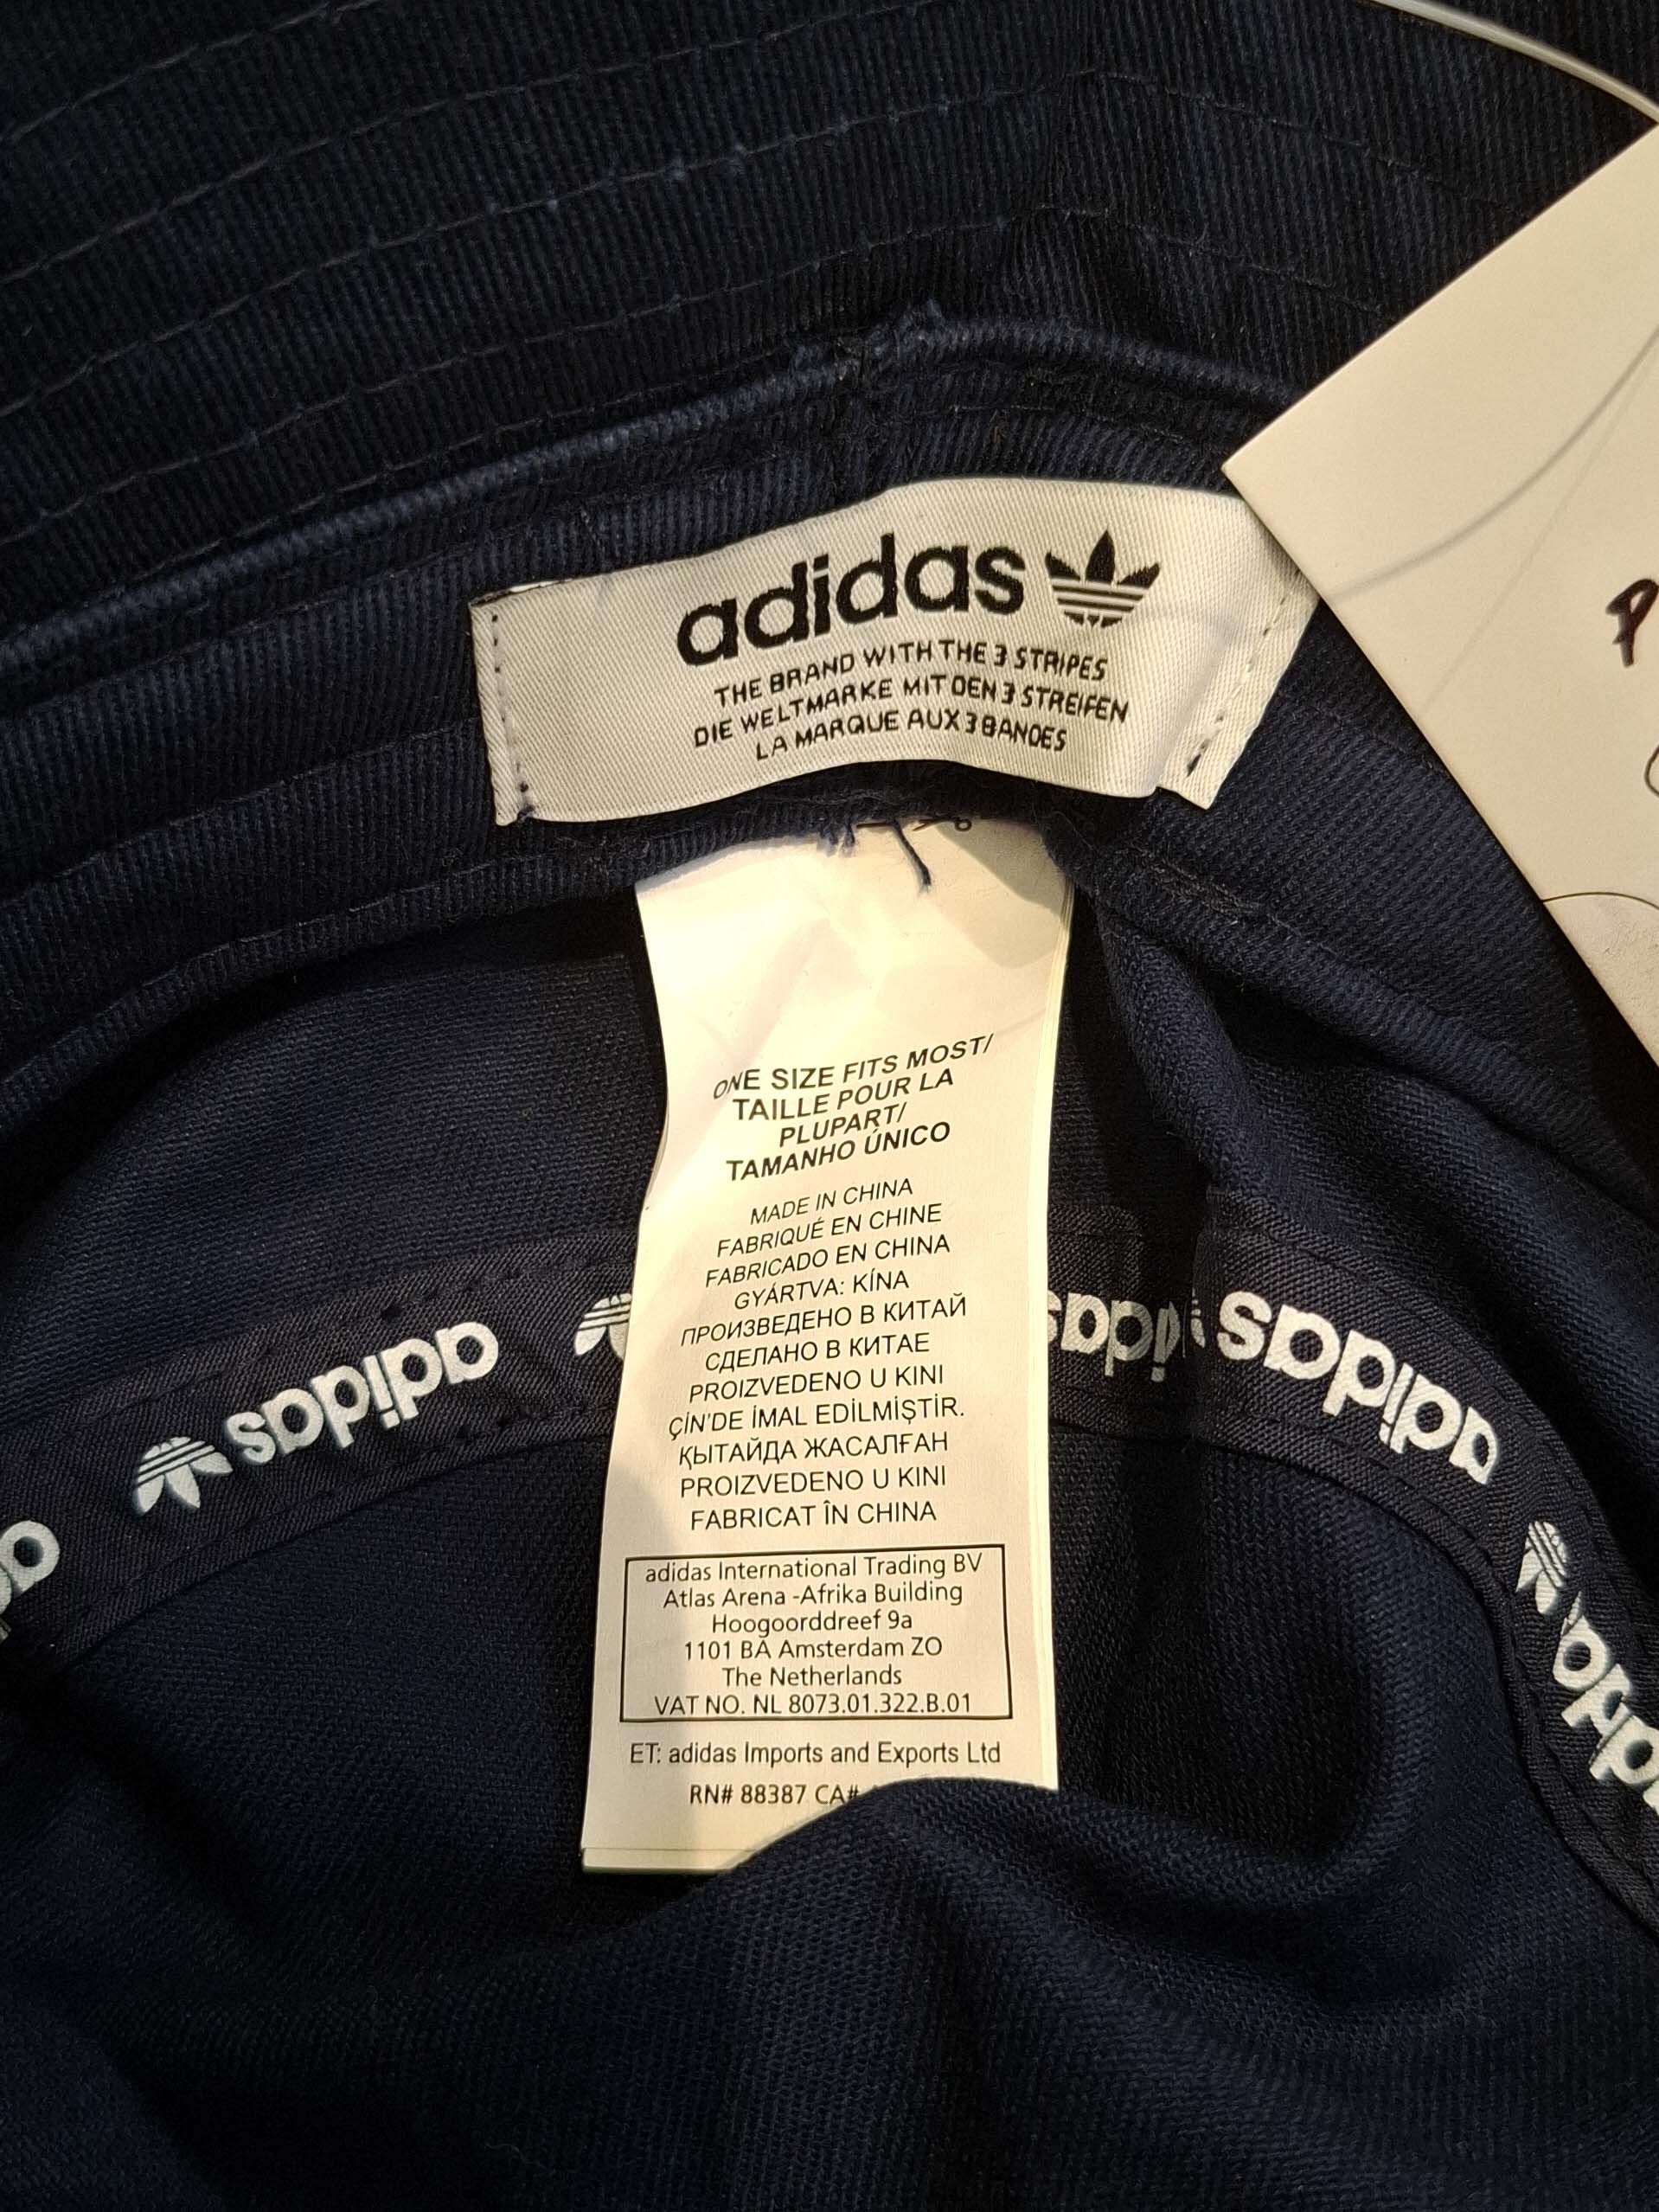 adidas
THE BRAND WITH THE 3 STRIPES
DIE WELTMARKE MIT DEN 3 STREIFEN
LA MARQUE AUX 3 BANDES
ONE SIZE FITS MOST/
TAILLE POUR LA
PLUPART/
TAMANHO ÚNICO
MADE IN CHINA
FABRIQUÉ EN CHINE
FABRICADO EN CHINA
GYÁRTVA: KÍNA
ПРОИЗВЕДЕНО В КИТАЙ
СДЕЛАНО В КИТАЕ
PROIZVEDENO U KINI
ÇİN'DE İMAL EDİLMİŞTİR.
ҚЫТАЙДА ЖАСАЛҒАН
PROIZVEDENO U KINI
FABRICAT ÎN CHINA
adidas International Trading BV
Atlas Arena -Afrika Building
Hoogoorddreef 9a
1101 BA Amsterdam ZO
The Netherlands
VAT NO. NL 8073.01.322.B.01
ET: adidas Imports and Exports Ltd
RN# 88387 CA#
adidas
adidas
adidas
adidas